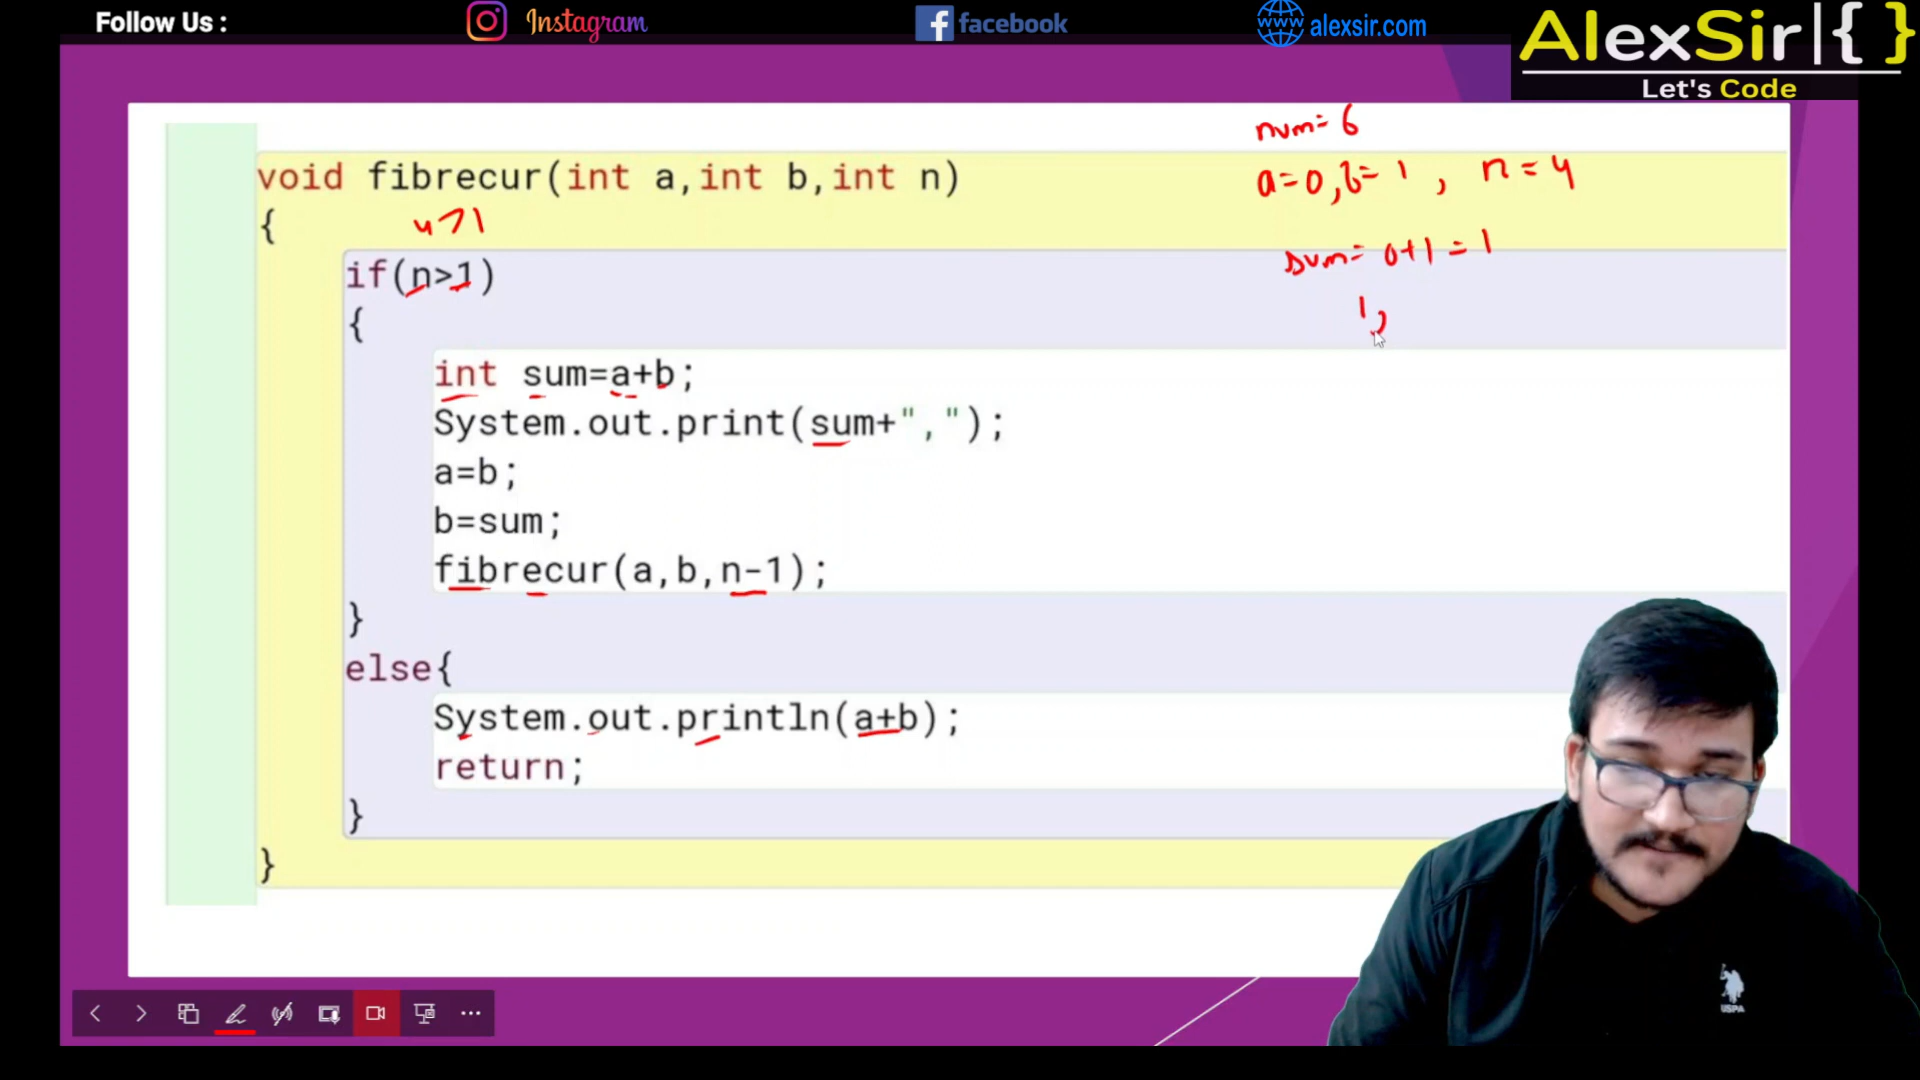 Follow Us : Instagram facebook alexsir.com
AlexSir|{ }
Let's Code
num= 6
void fibrecur(int a,int b,int n)
a=0,b=1 , n=4
{
4>1
sum= 0+1 = 1
if(n>1)
1,
{
int sum=a+b;
System.out.print(sum+",");
a=b;
b=sum;
fibrecur(a,b,n-1);
}
else{
System.out.println(a+b);
return;
}
}
USPA